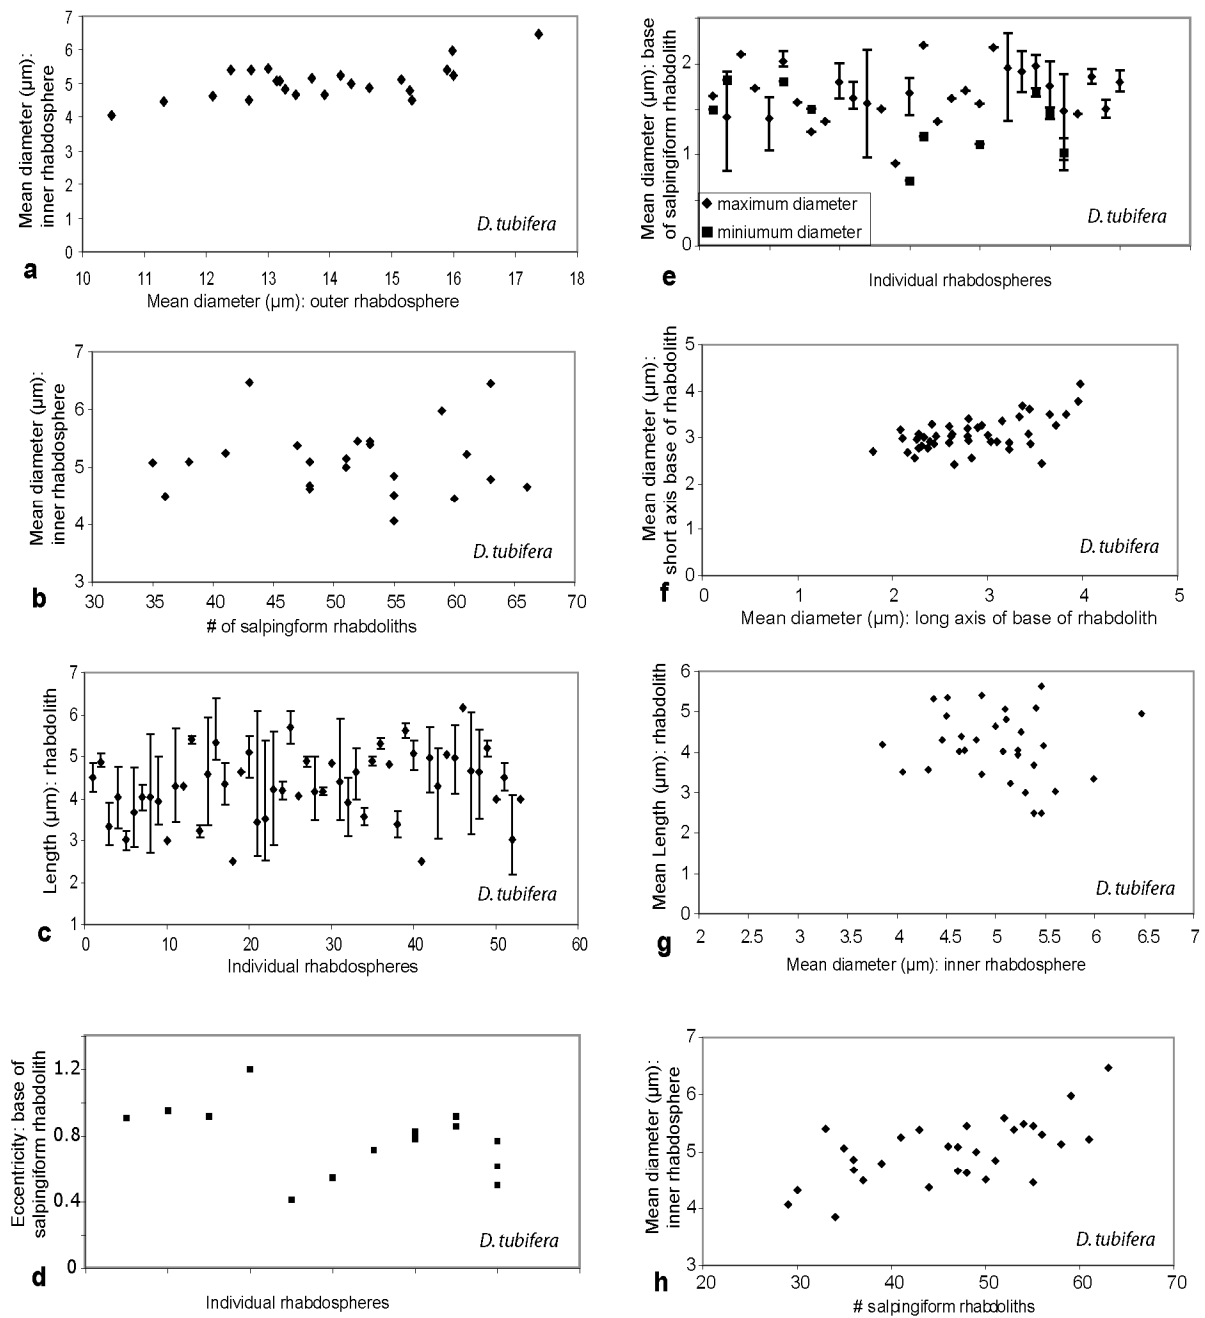 7
6
5
4
3
2
1
0
Mean diameter (µm):
inner rhabdosphere
D. tubifera
a
10 11 12 13 14 15 16 17 18
Mean diameter (µm): outer rhabdosphere
7
6
5
4
3
Mean diameter (µm):
inner rhabdosphere
D. tubifera
b
30 35 40 45 50 55 60 65 70
# of salpingform rhabdoliths
7
6
5
4
3
2
1
Length (µm): rhabdolith
D. tubifera
c
0 10 20 30 40 50 60
Individual rhabdospheres
1.2
0.8
0.4
0
Eccentricity: base of
salpingiform rhabdolith
D. tubifera
d
Individual rhabdospheres
2
1
0
Mean diameter (µm): base
of salpingiform rhabdolith
maximum diameter
miniumum diameter
D. tubifera
e
Individual rhabdospheres
5
4
3
2
1
0
Mean diameter (µm):
short axis base of rhabdolith
D. tubifera
f
0 1 2 3 4 5
Mean diameter (µm): long axis of base of rhabdolith
6
5
4
3
2
1
0
Mean Length (µm): rhabdolith
D. tubifera
g
2 2.5 3 3.5 4 4.5 5 5.5 6 6.5 7
Mean diameter (µm): inner rhabdosphere
7
6
5
4
3
Mean diameter (µm):
inner rhabdosphere
D. tubifera
h
20 30 40 50 60 70
# salpingiform rhabdoliths